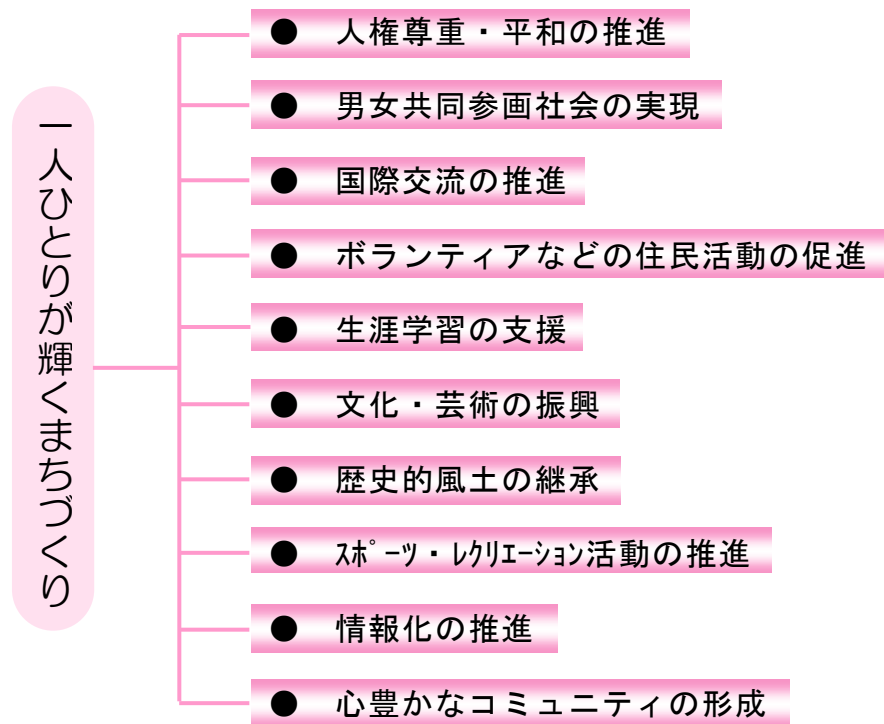 一人ひとりが輝くまちづくり
● 人権尊重・平和の推進
● 男女共同参画社会の実現
● 国際交流の推進
● ボランティアなどの住民活動の促進
● 生涯学習の支援
● 文化・芸術の振興
● 歴史的風土の継承
● ｽﾎﾟｰﾂ・ﾚｸﾘｴｰｼｮﾝ活動の推進
● 情報化の推進
● 心豊かなコミュニティの形成